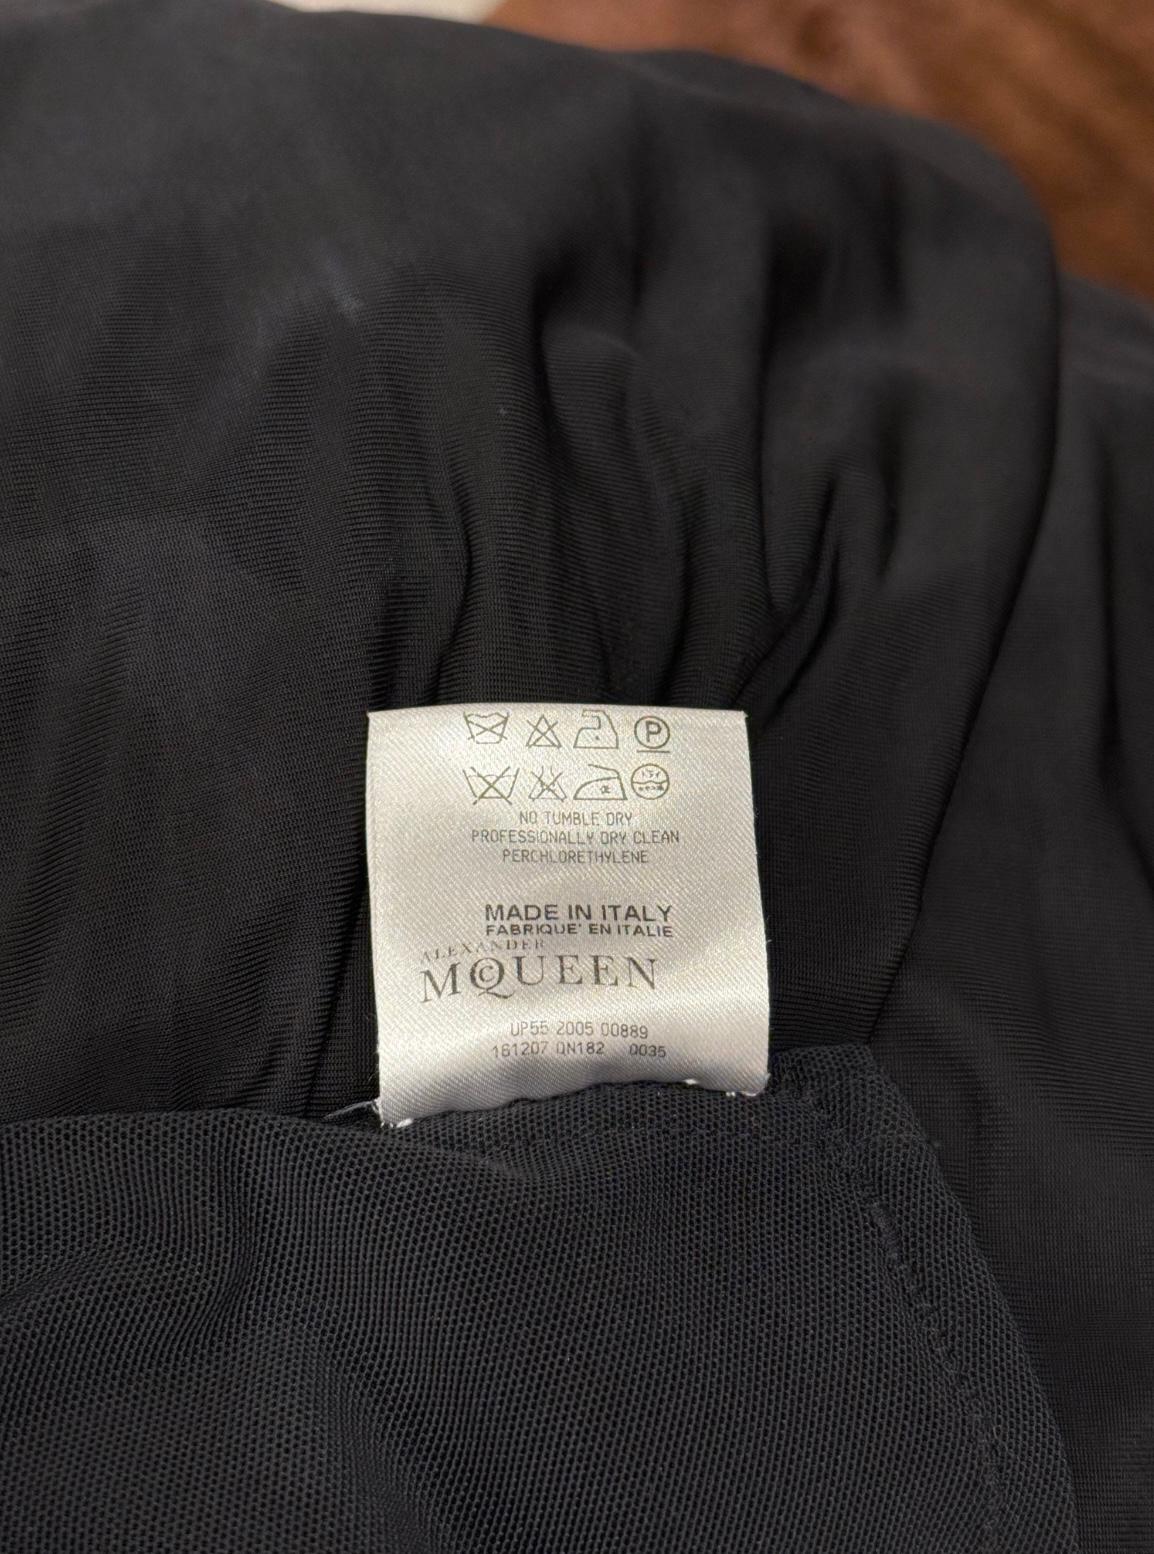 P
NO TUMBLE DRY
PROFESSIONALLY DRY CLEAN
PERCHLORETHYLENE
MADE IN ITALY
FABRIQUE' EN ITALIE
ALEXANDER
MCQUEEN
UP55 2005 00889
161207 QN182 0035